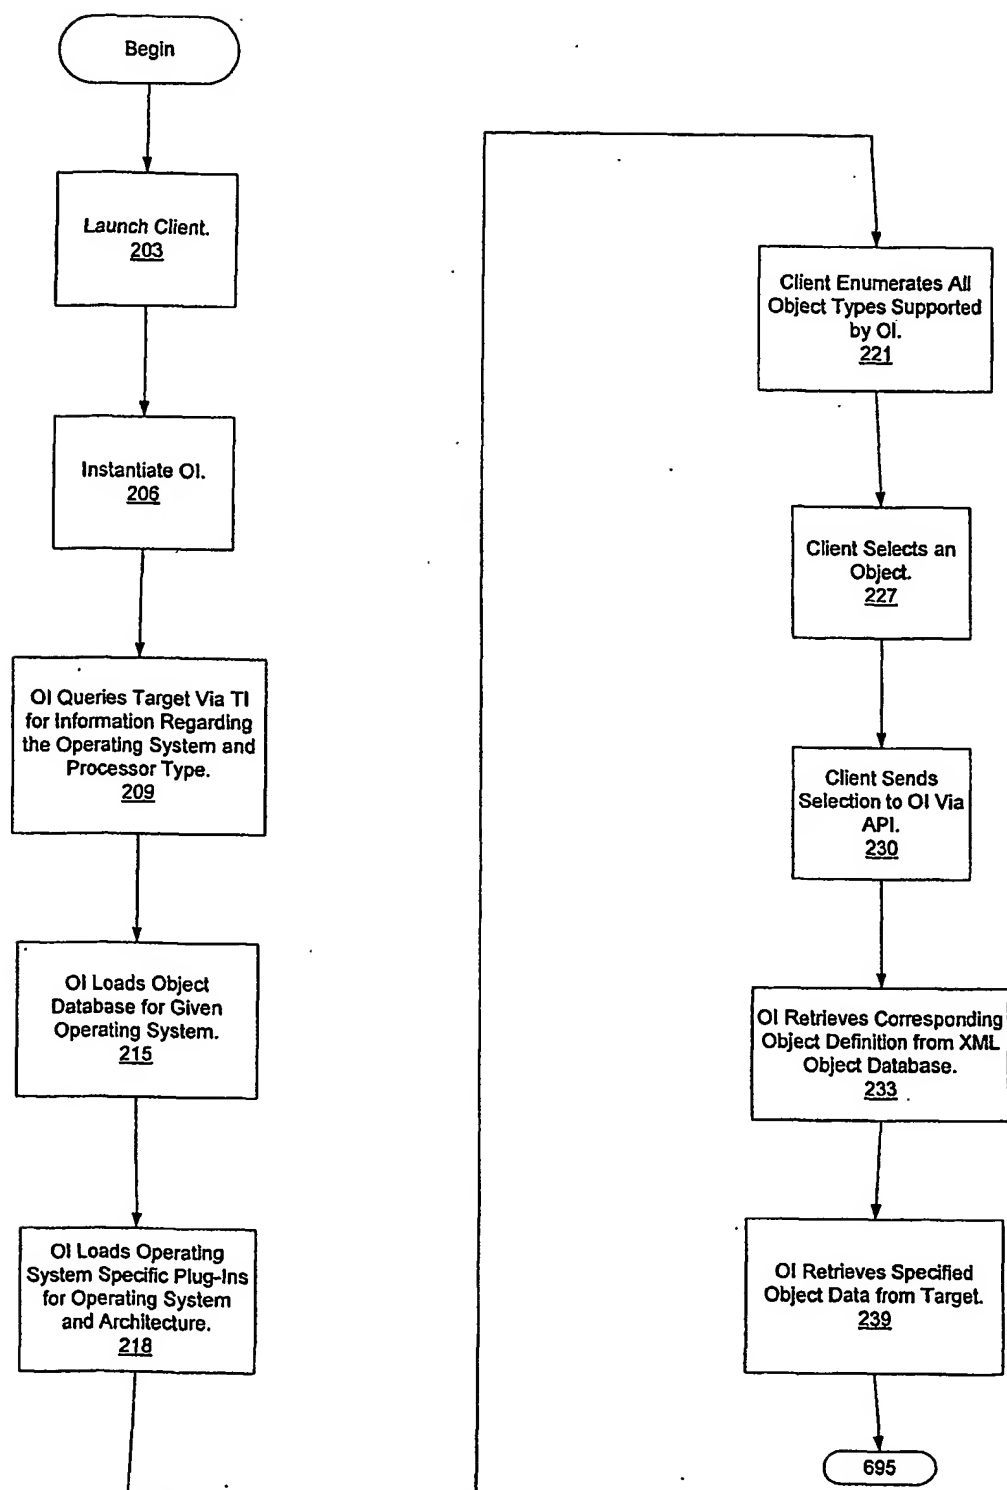 Begin
Launch Client.
203
Instantiate OI.
206
OI Queries Target Via TI
for Information Regarding
the Operating System and
Processor Type.
209
OI Loads Object
Database for Given
Operating System.
215
OI Loads Operating
System Specific Plug-Ins
for Operating System
and Architecture.
218
Client Enumerates All
Object Types Supported
by OI.
221
Client Selects an
Object.
227
Client Sends
Selection to OI Via
API.
230
OI Retrieves Corresponding
Object Definition from XML
Object Database.
233
OI Retrieves Specified
Object Data from Target.
239
695